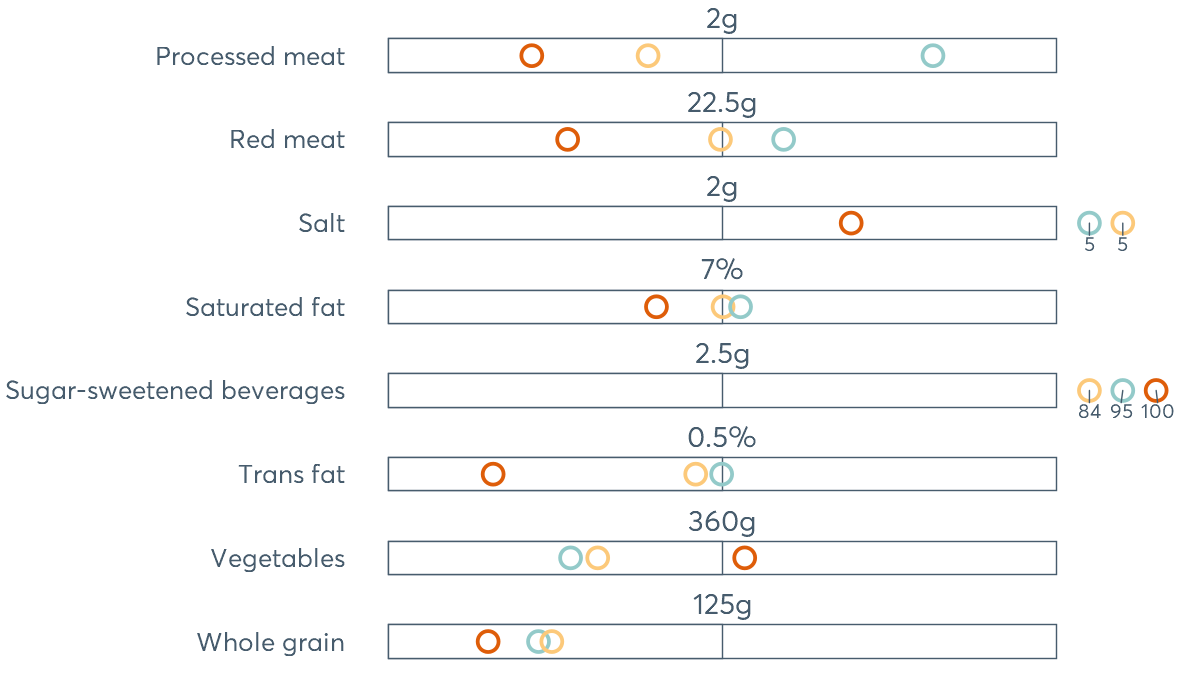 2g
Processed meat
22.5g
Red meat
2g
Salt
5 5
7%
Saturated fat
2.5g
Sugar-sweetened beverages
84 95 100
0.5%
Trans fat
360g
Vegetables
125g
Whole grain